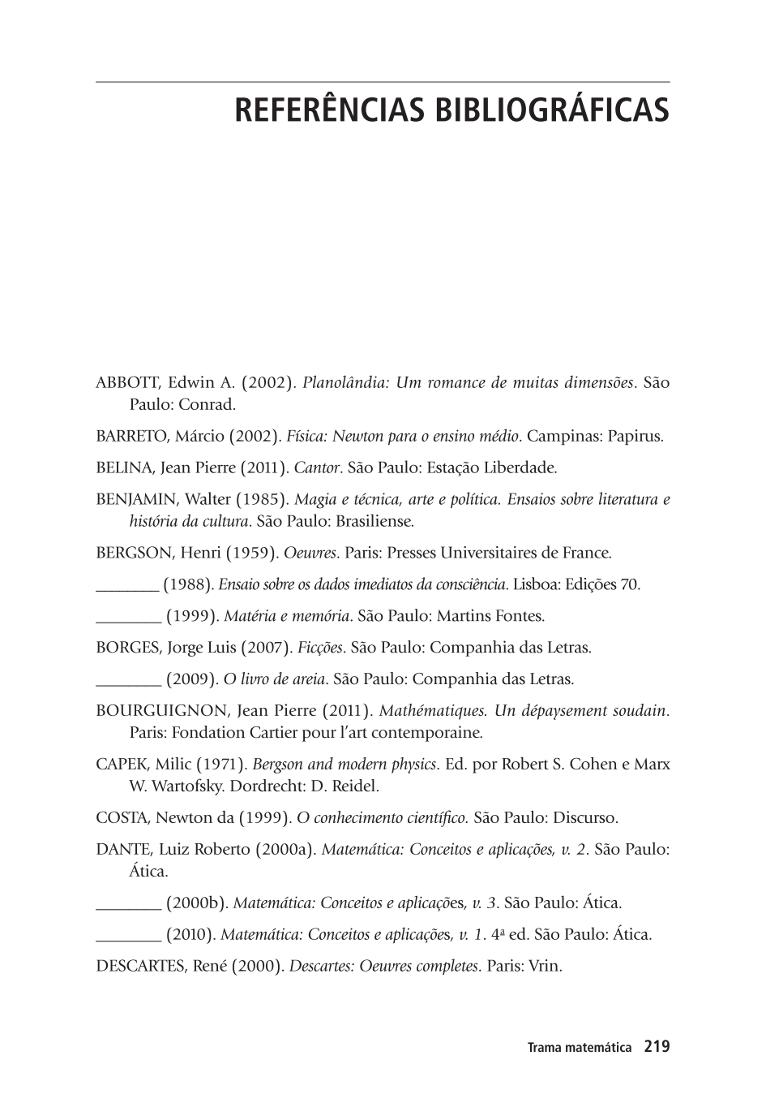 REFERÊNCIAS BIBLIOGRÁFICAS
ABBOTT, Edwin A. (2002). Planolândia: Um romance de muitas dimensões. São
Paulo: Conrad.
BARRETO, Márcio (2002). Física: Newton para o ensino médio. Campinas: Papirus.
BELINA, Jean Pierre (2011). Cantor. São Paulo: Estação Liberdade.
BENJAMIN, Walter (1985). Magia e técnica, arte e política. Ensaios sobre literatura e
história da cultura. São Paulo: Brasiliense.
BERGSON, Henri (1959). Oeuvres. Paris: Presses Universitaires de France.
________ (1988). Ensaio sobre os dados imediatos da consciência. Lisboa: Edições 70.
________ (1999). Matéria e memória. São Paulo: Martins Fontes.
BORGES, Jorge Luis (2007). Ficções. São Paulo: Companhia das Letras.
________ (2009). O livro de areia. São Paulo: Companhia das Letras.
BOURGUIGNON, Jean Pierre (2011). Mathématiques. Un dépaysement soudain.
Paris: Fondation Cartier pour l'art contemporaine.
CAPEK, Milic (1971). Bergson and modern physics. Ed. por Robert S. Cohen e Marx
W. Wartofsky. Dordrecht: D. Reidel.
COSTA, Newton da (1999). O conhecimento científico. São Paulo: Discurso.
DANTE, Luiz Roberto (2000a). Matemática: Conceitos e aplicações, v. 2. São Paulo:
Ática.
________ (2000b). Matemática: Conceitos e aplicações, v. 3. São Paulo: Ática.
________ (2010). Matemática: Conceitos e aplicações, v. 1. 4ª ed. São Paulo: Ática.
DESCARTES, René (2000). Descartes: Oeuvres completes. Paris: Vrin.
Trama matemática 219